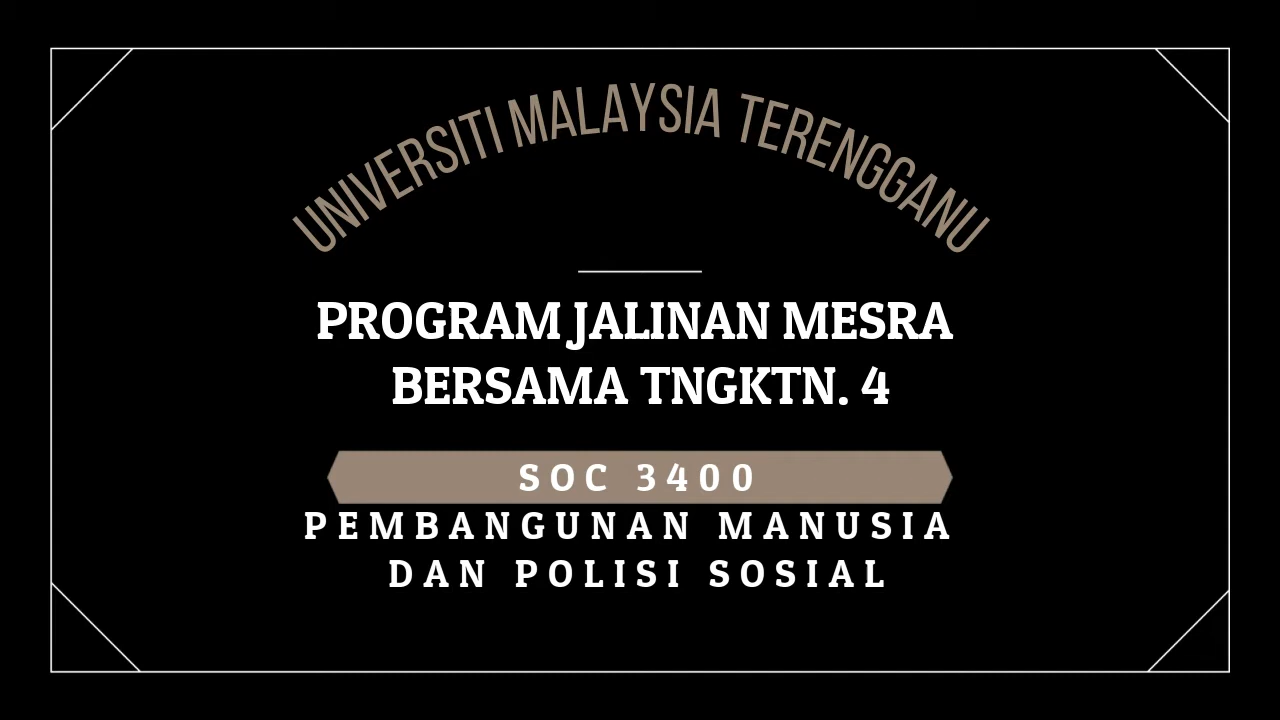 UNIVERSITI MALAYSIA TERENGGANU
PROGRAM JALINAN MESRA
BERSAMA TNGKTN. 4
SOC 3400
PEMBANGUNAN MANUSIA
DAN POLISI SOSIAL